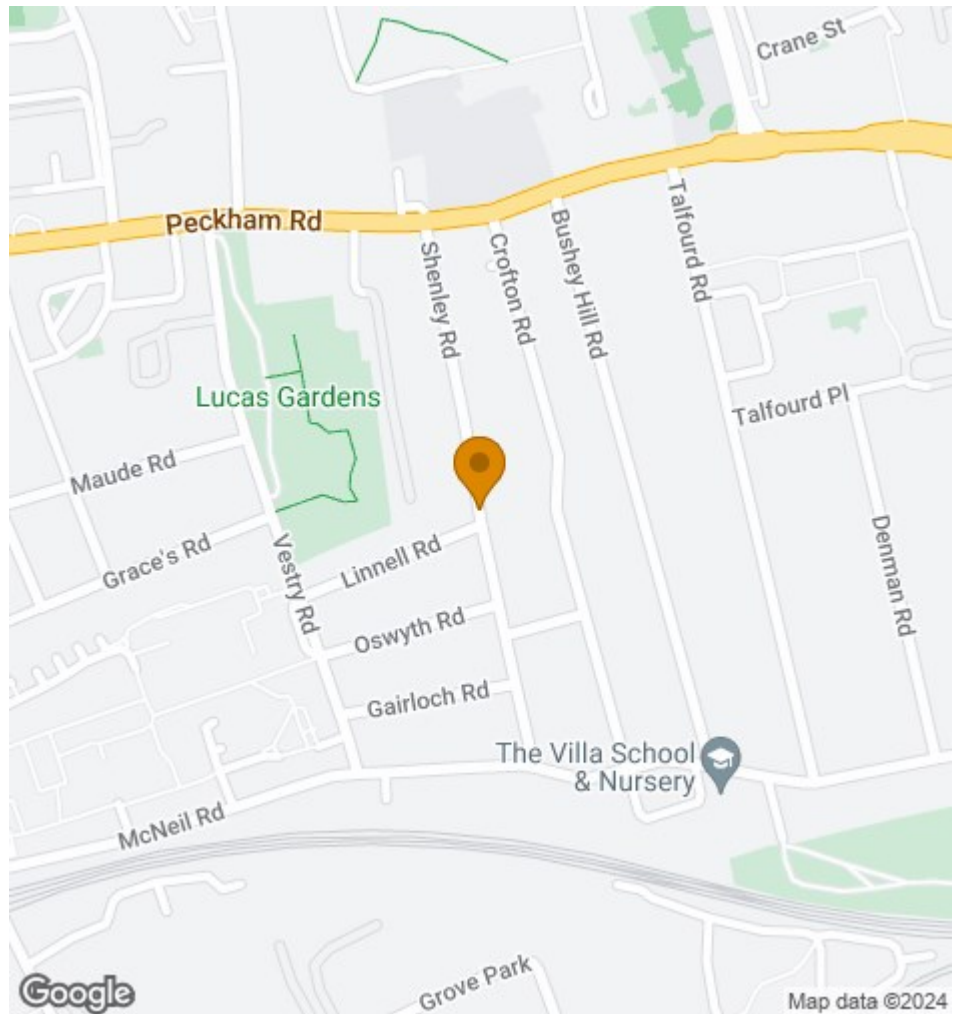 Crane St
Peckham Rd
Shenley Rd
Crofton Rd
Bushey Hill Rd
Talfourd Rd
Lucas Gardens
Talfourd Pl
Maude Rd
Grace's Rd
Vestry Rd
Linnell Rd
Denman Rd
Oswyth Rd
Gairloch Rd
The Villa School
& Nursery
McNeil Rd
Grove Park
Google
Map data ©2024